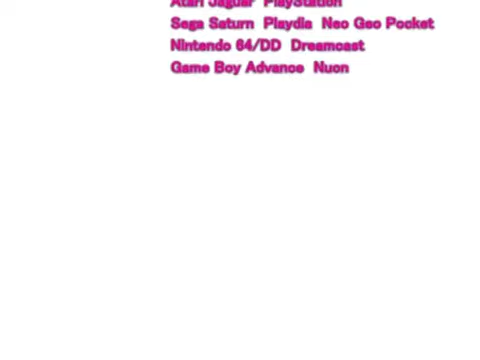 Atari Jaguar PlayStation
Sega Saturn Playdia Neo Geo Pocket
Nintendo 64/DD Dreamcast
Game Boy Advance Nuon